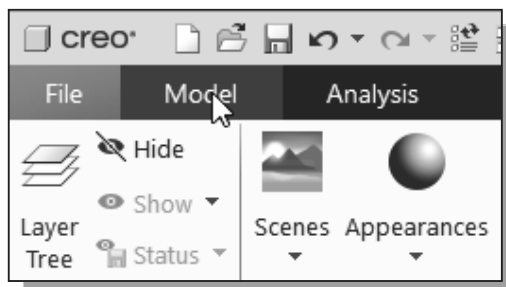 creo
File Model Analysis
Hide
Show
Layer
Tree
Status
Scenes Appearances